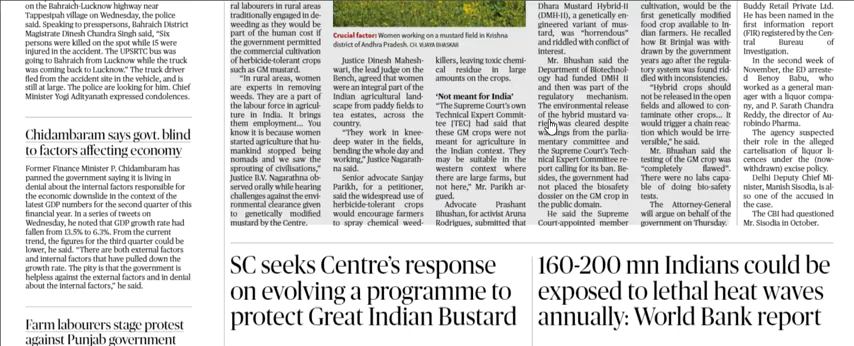 on the Bahraich-Lucknow highway near
Tappesipah village on Wednesday, the police
said. Speaking to presspersons, Bahraich District
Magistrate Dinesh Chandra Singh said, "Six
persons were killed on the spot while 15 were
injured in the accident. The UPSRTC bus was
going to Bahraich from Lucknow while the truck
was coming back to Lucknow." The truck driver
fled from the accident site in the vehicle, and is
still at large. The police are looking for him. Chief
Minister Yogi Adityanath expressed condolences.
Chidambaram says govt. blind
to factors affecting economy
Former Finance Minister P. Chidambaram has
panned the government saying it is living in
denial about the internal factors responsible for
the economic downslide in the context of the
latest GDP numbers for the second quarter of this
financial year. In a series of tweets on
Wednesday, he noted that GDP growth rate had
fallen from 13.5% to 6.3%. From the current
trend, the figures for the third quarter could be
lower, he said. "There are both external factors
and internal factors that have pulled down the
growth rate. The pity is that the government is
helpless against the external factors and in denial
about the internal factors," he said.
Farm labourers stage protest
against Punjab government
ral labourers in rural areas
traditionally engaged in de-
weeding as they would be
part of the human cost if
the government permitted
the commercial cultivation
of herbicide-tolerant crops
such as GM mustard.
"In rural areas, women
are experts in removing
weeds. They are a part of
the labour force in agricul-
ture in India. It brings
them employment... You
know it is because women
started agriculture that hu-
mankind stopped being
nomads and we saw the
sprouting of civilisations,"
Justice B.V. Nagarathna ob-
served orally while hearing
challenges against the envi-
ronmental clearance given
to genetically modified
mustard by the Centre.
Crucial factor: Women working on a mustard field in Krishna
district of Andhra Pradesh. CH. VIJAYA BHASKAR
Justice Dinesh Mahesh-
wari, the lead judge on the
Bench, agreed that women
were an integral part of the
Indian agricultural land-
scape from paddy fields to
tea estates, across the
country.
"They work in knee-
deep water in the fields,
bending the whole day and
working," Justice Nagarath-
na said.
Senior advocate Sanjay
Parikh, for a petitioner,
said the widespread use of
herbicide-tolerant crops
would encourage farmers
to spray chemical weed-
killers, leaving toxic chemi-
cal residue in large
amounts on the crops.
'Not meant for India'
"The Supreme Court's own
Technical Expert Commit-
tee [TEC] had said that
these GM crops were not
meant for agriculture in
the Indian context. They
may be suitable in the
western context where
there are large farms, but
not here," Mr. Parikh ar-
gued.
Advocate Prashant
Bhushan, for activist Aruna
Rodrigues, submitted that
Dhara Mustard Hybrid-II
(DMH-II), a genetically en-
gineered variant of mus-
tard, was "horrendous"
and riddled with conflict of
interest.
Mr. Bhushan said the
Department of Biotechnol-
ogy had funded DMH II
and then was part of the
regulatory mechanism.
The environmental release
of the hybrid mustard va-
was cleared despite
from the parlia-
mentary committee and
the Supreme Court's Tech-
nical Expert Committee re-
port calling for its ban. Be-
sides, the government had
not placed the biosafety
dossier on the GM crop in
the public domain.
He said the Supreme
Court-appointed member
cultivation, would be the
first genetically modified
food crop available to In-
dian farmers. He recalled
how Bt Brinjal was with-
drawn by the government
years ago after the regula-
tory system was found rid-
dled with inconsistencies.
"Hybrid crops should
not be released in the open
fields and allowed to con-
taminate other crops... it
would trigger a chain reac-
tion which would be irre-
versible," he said.
Mr. Bhushan said the
testing of the GM crop was
"completely flawed".
There were no labs capa-
ble of doing bio-safety
tests.
The Attorney-General
will argue on behalf of the
government on Thursday.
Buddy Retail Private Ltd.
He has been named in the
first information report
(FIR) registered by the Cen-
tral Bureau of
Investigation.
In the second week of
November, the ED arreste-
d Benoy Babu, who
worked as a general man-
ager with a liquor compa-
ny, and P. Sarath Chandra
Reddy, the director of Au-
robindo Pharma.
The agency suspected
their role in the alleged
cartelisation of liquor li-
cences under the (now-
withdrawn) excise policy.
Delhi Deputy Chief Mi-
nister, Manish Sisodia, is al-
so one of the accused in
the case.
The CBI had questioned
Mr. Sisodia in October.
SC seeks Centre's response
on evolving a programme to
protect Great Indian Bustard
160-200 mn Indians could be
exposed to lethal heat waves
annually: World Bank report